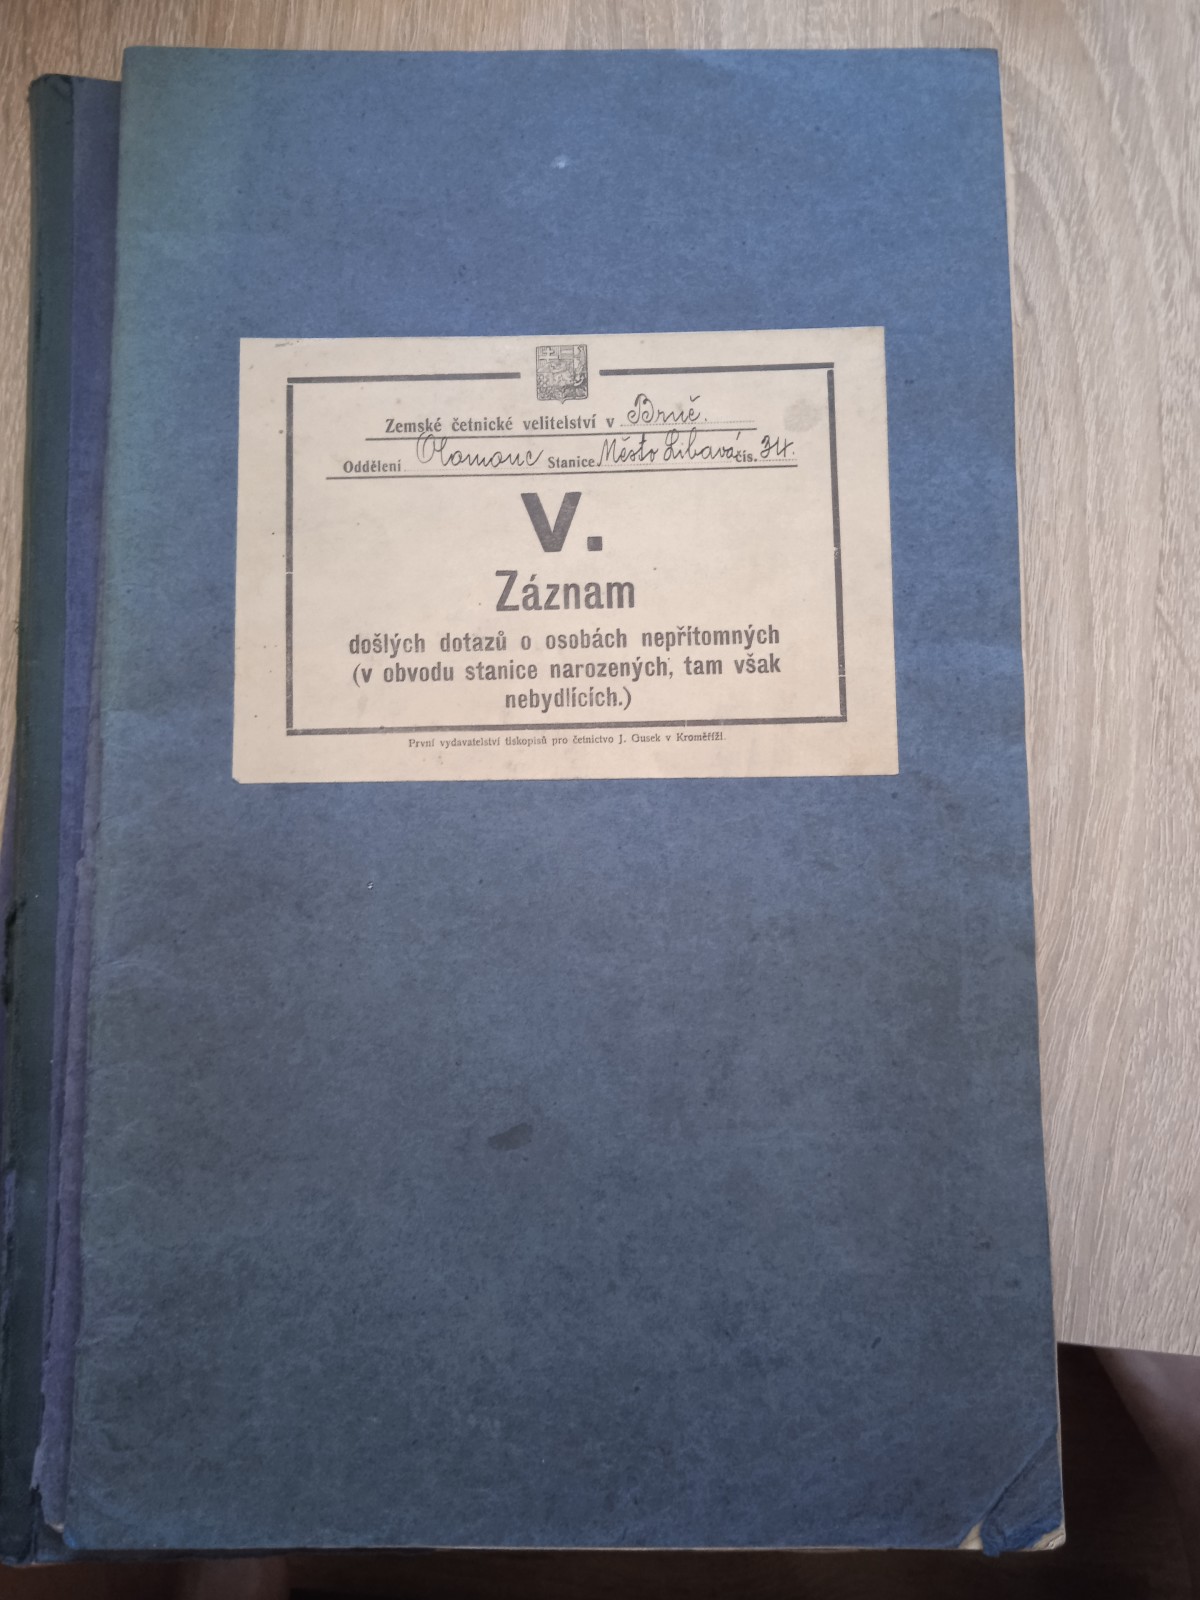 Zemské četnické velitelství v Brně.
Oddělení Olomouc Stanice Město Libavá čís. 34.
V.
Záznam
došlých dotazů o osobách nepřítomných
(v obvodu stanice narozených, tam však
nebydlících.)
První vydavatelství tiskopisů pro četnictvo J. Gusek v Kroměříži.